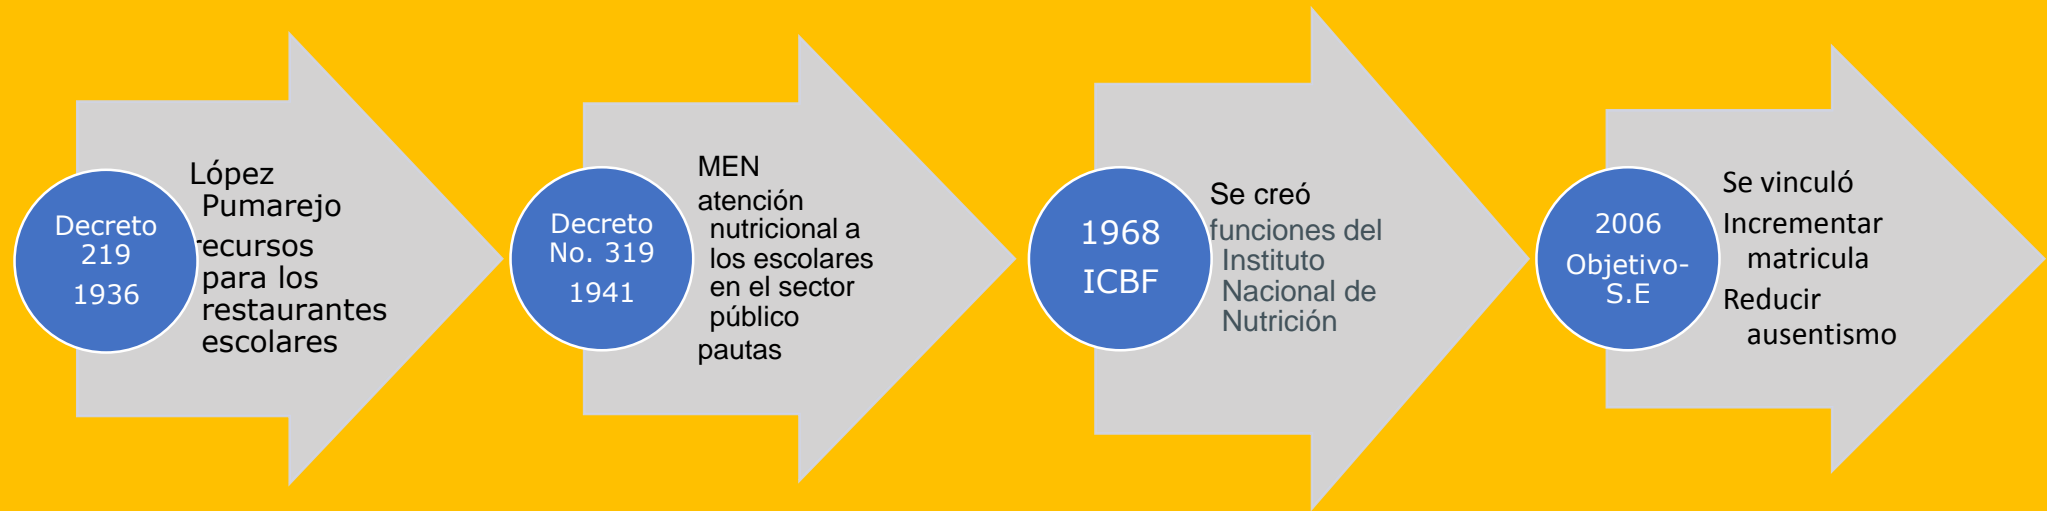 Decreto
219
1936
López
Pumarejo
recursos
para los
restaurantes
escolares
Decreto
No. 319
1941
MEN
atención
nutricional a
los escolares
en el sector
público
pautas
1968
ICBF
Se creó
funciones del
Instituto
Nacional de
Nutrición
2006
Objetivo-
S.E
Se vinculó
Incrementar
matricula
Reducir
ausentismo